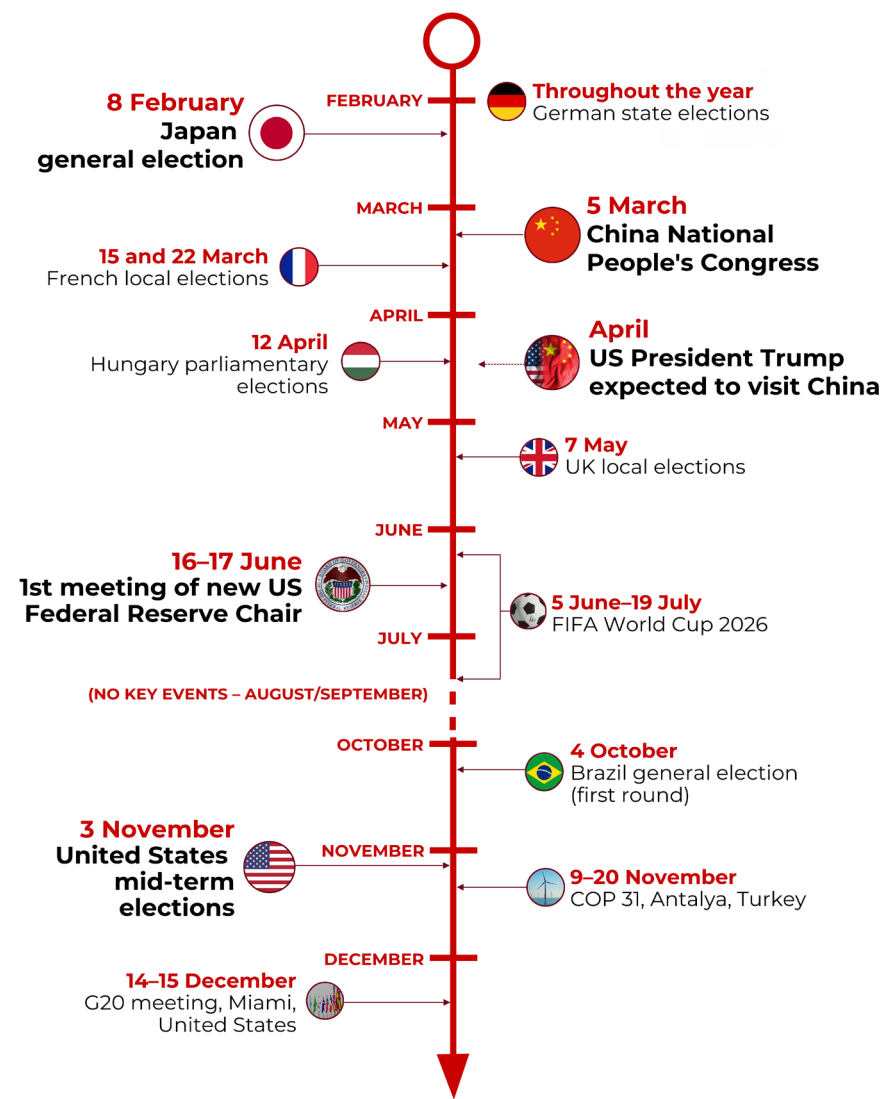 FEBRUARY
Throughout the year
German state elections
8 February
Japan
general election
MARCH
5 March
China National
People's Congress
15 and 22 March
French local elections
APRIL
April
US President Trump
expected to visit China
12 April
Hungary parliamentary
elections
MAY
7 May
UK local elections
JUNE
16–17 June
1st meeting of new US
Federal Reserve Chair
5 June–19 July
FIFA World Cup 2026
JULY
(NO KEY EVENTS – AUGUST/SEPTEMBER)
OCTOBER
4 October
Brazil general election
(first round)
3 November
United States
mid-term
elections
NOVEMBER
9–20 November
COP 31, Antalya, Turkey
DECEMBER
14–15 December
G20 meeting, Miami,
United States